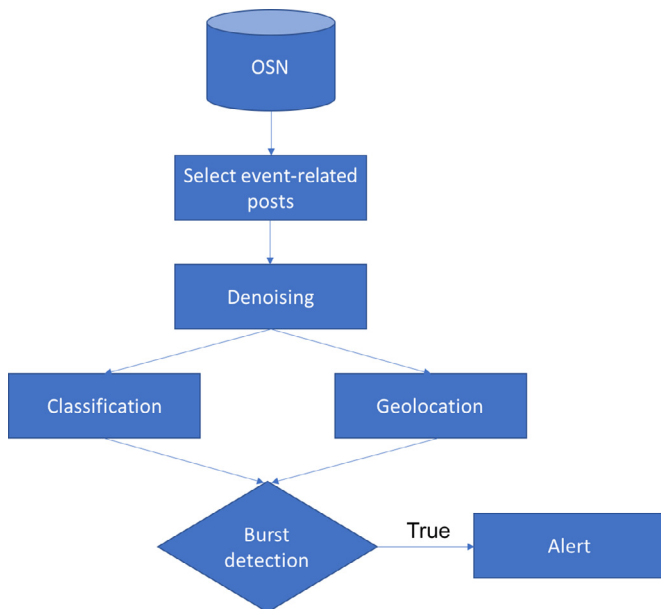 OSN
Select event-related
posts
Denoising
Classification
Geolocation
Burst
detection
True
Alert